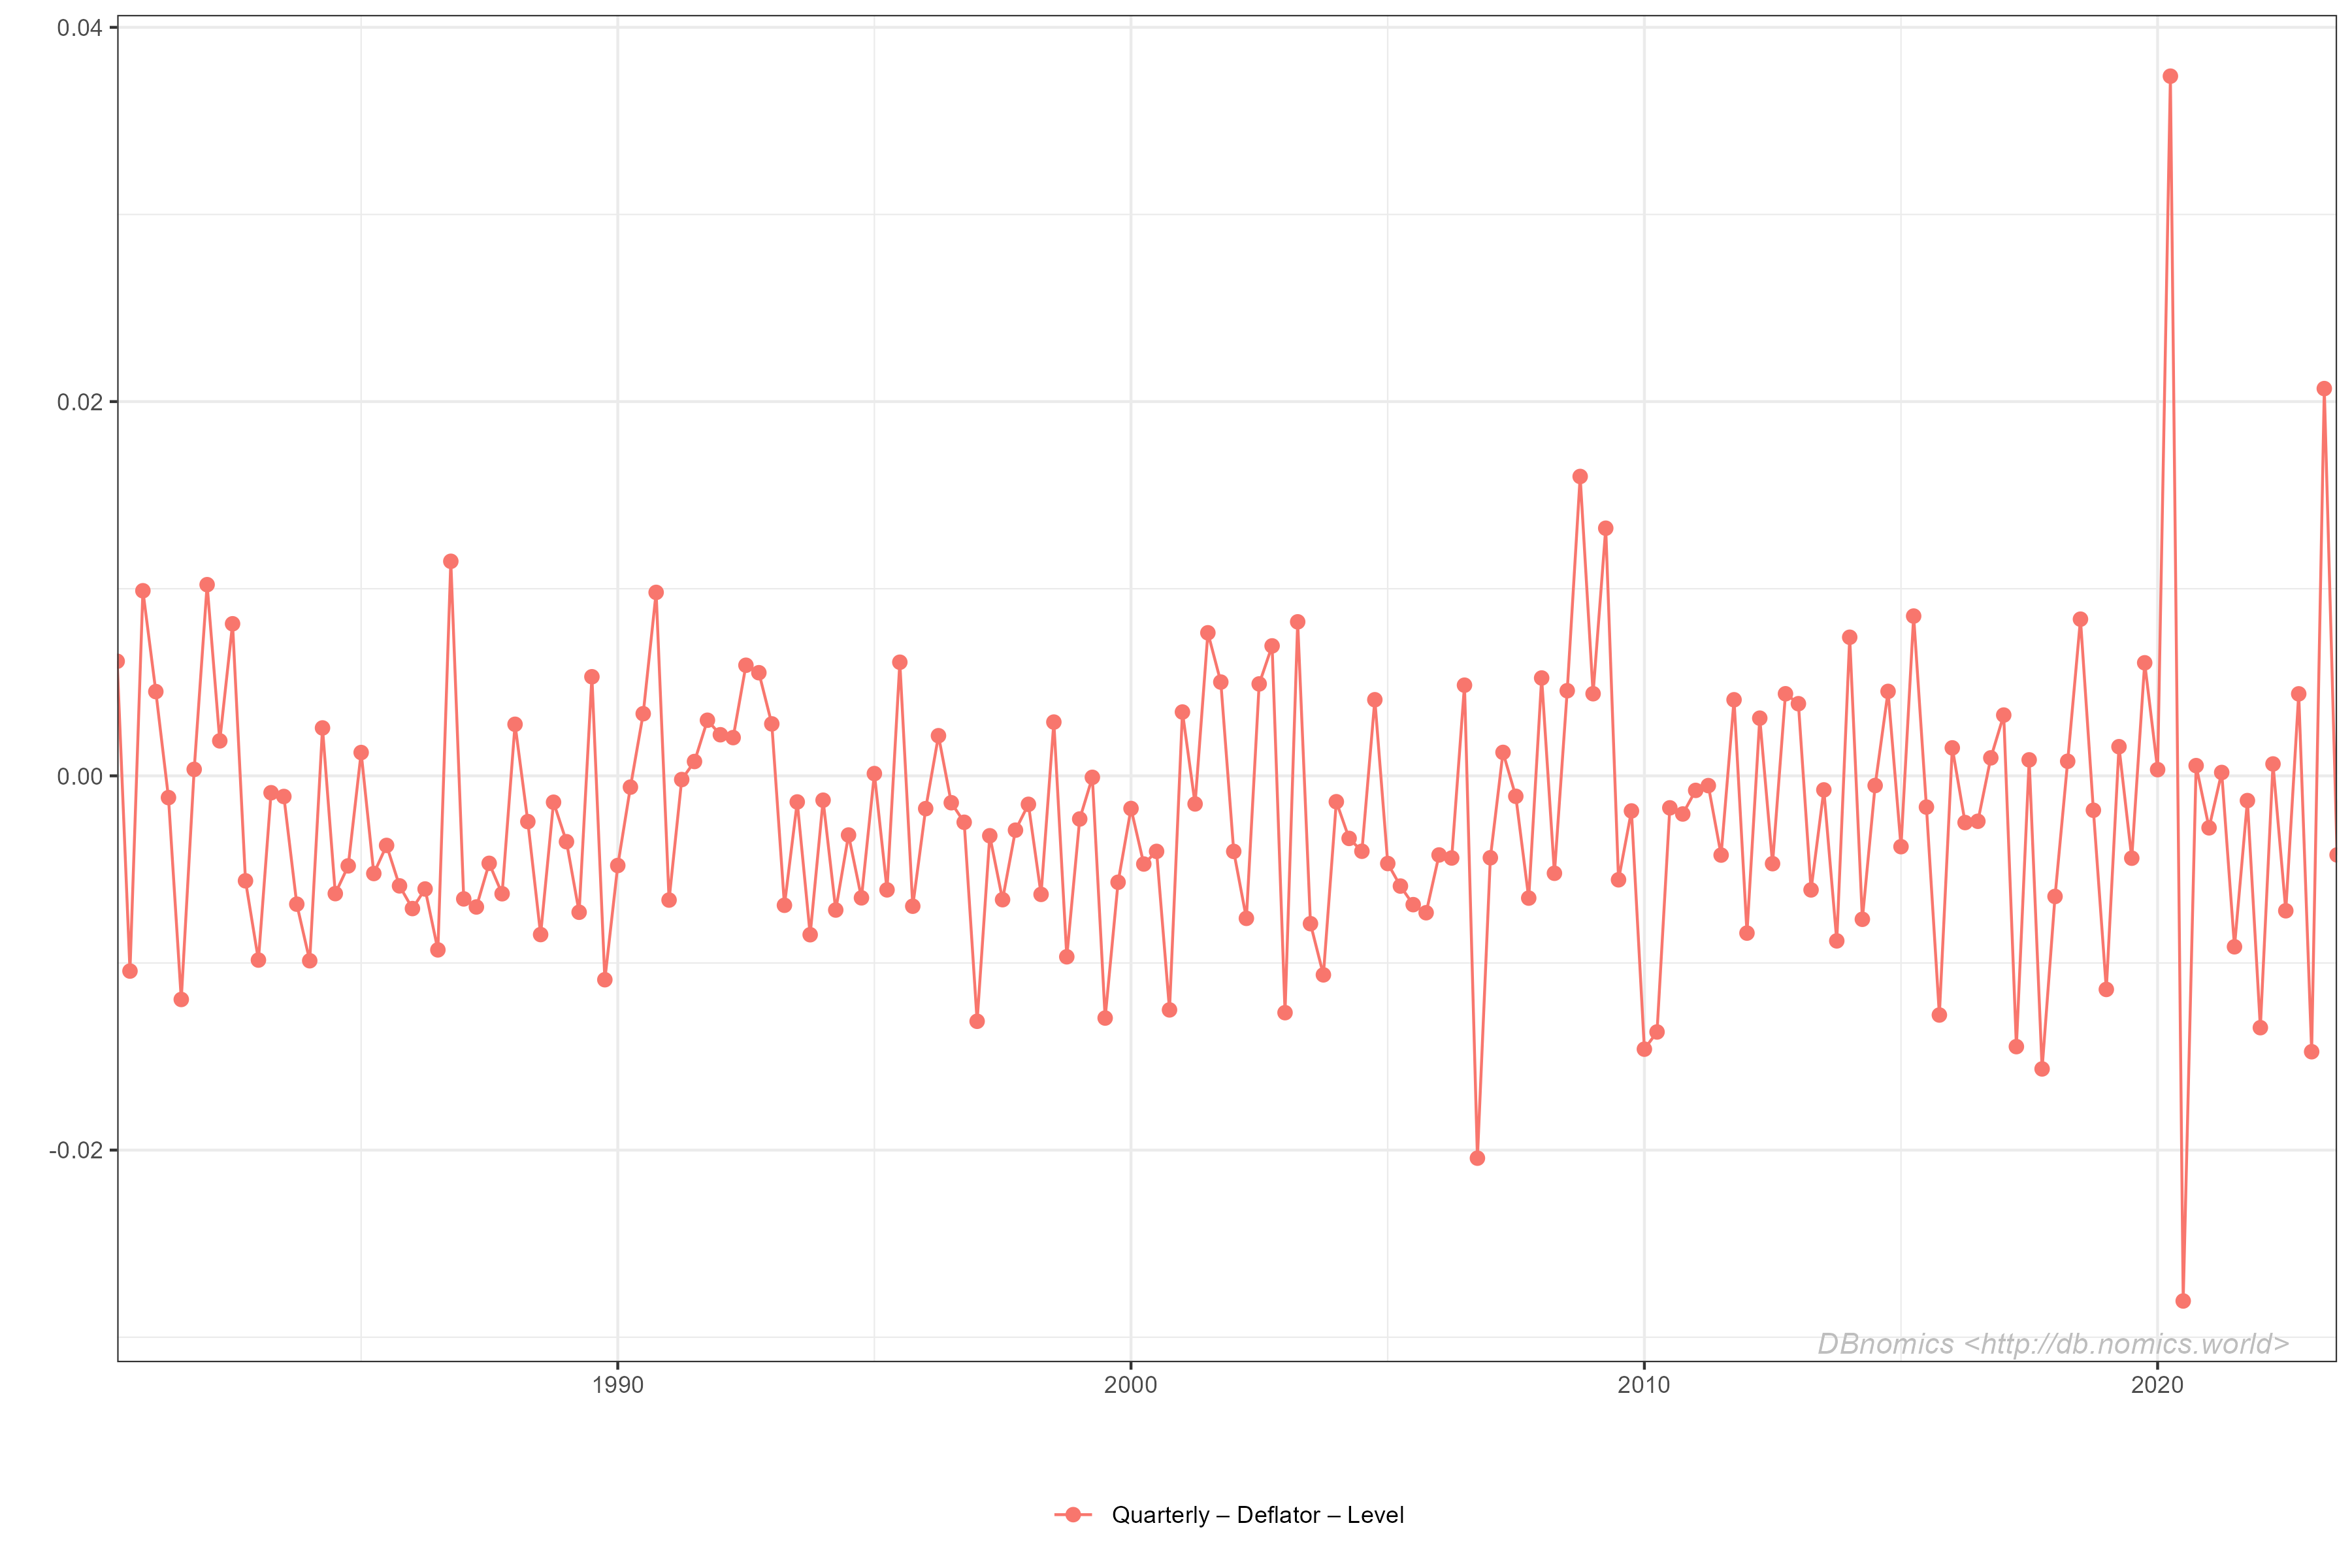 0.04
0.02
0.00
-0.02
DBnomics <http://db.nomics.world>
1990 2000 2010 2020
Quarterly – Deflator – Level